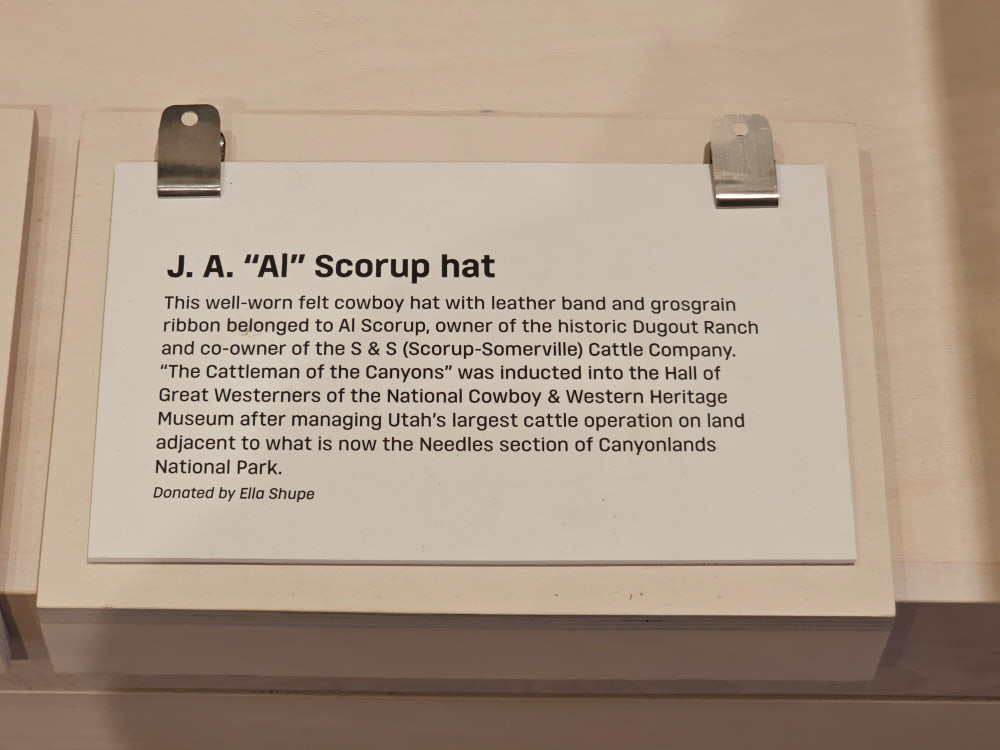 J. A. “Al” Scorup hat
This well-worn felt cowboy hat with leather band and grosgrain
ribbon belonged to Al Scorup, owner of the historic Dugout Ranch
and co-owner of the S & S (Scorup-Somerville) Cattle Company.
“The Cattleman of the Canyons” was inducted into the Hall of
Great Westerners of the National Cowboy & Western Heritage
Museum after managing Utah’s largest cattle operation on land
adjacent to what is now the Needles section of Canyonlands
National Park.
Donated by Ella Shupe